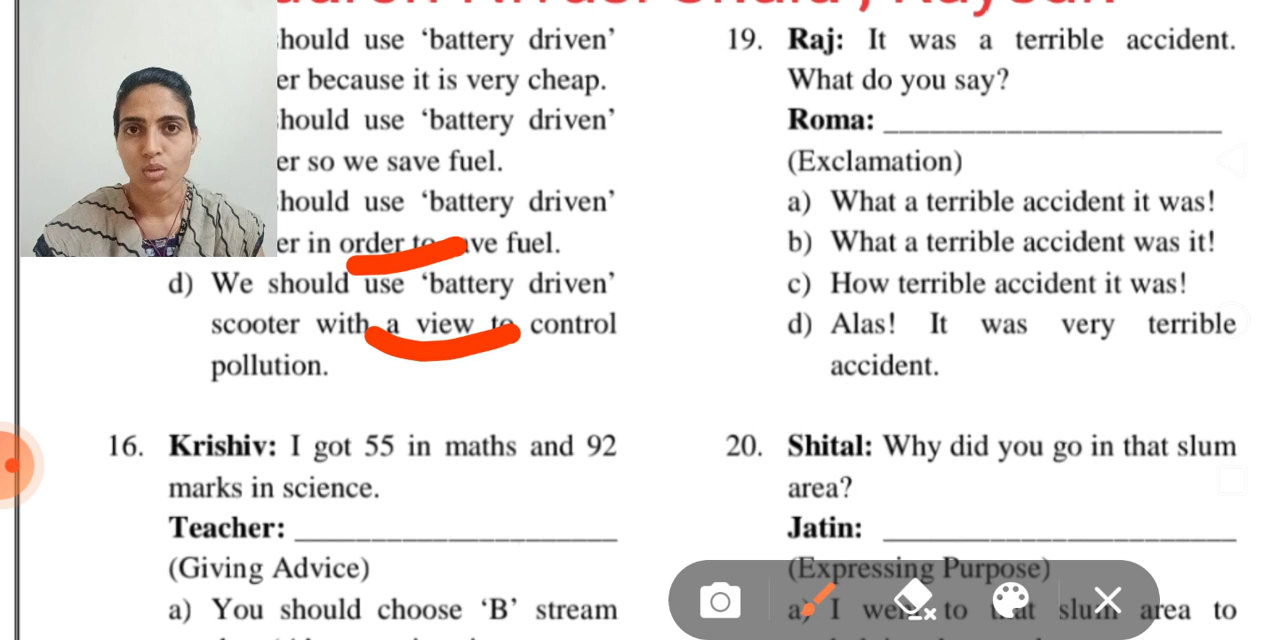 hould use ‘battery driven’
er because it is very cheap.
hould use ‘battery driven’
er so we save fuel.
hould use ‘battery driven’
er in order to ave fuel.
d) We should use ‘battery driven’
scooter with a view to control
pollution.
16. Krishiv: I got 55 in maths and 92
marks in science.
Teacher: ______________________
(Giving Advice)
a) You should choose ‘B’ stream
19. Raj: It was a terrible accident.
What do you say?
Roma: ______________________
(Exclamation)
a) What a terrible accident it was!
b) What a terrible accident was it!
c) How terrible accident it was!
d) Alas! It was very terrible
accident.
20. Shital: Why did you go in that slum
area?
Jatin: ______________________
(Expressing Purpose)
a) I went to that slum area to